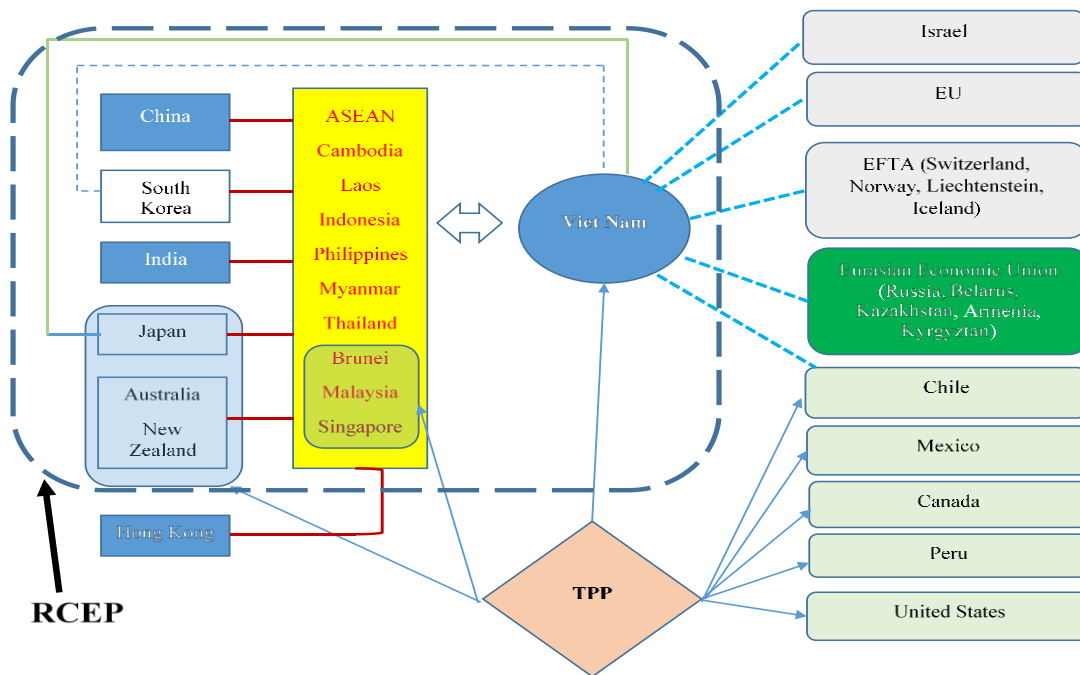 China
South
Korea
India
Japan
Australia
New
Zealand
Hong Kong
RCEP
ASEAN
Cambodia
Laos
Indonesia
Philippines
Myanmar
Thailand
Brunei
Malaysia
Singapore
Viet Nam
TPP
Israel
EU
EFTA (Switzerland,
Norway, Liechtenstein,
Iceland)
Eurasian Economic Union
(Russia, Belarus,
Kazakhstan, Armenia,
Kyrgyztan)
Chile
Mexico
Canada
Peru
United States